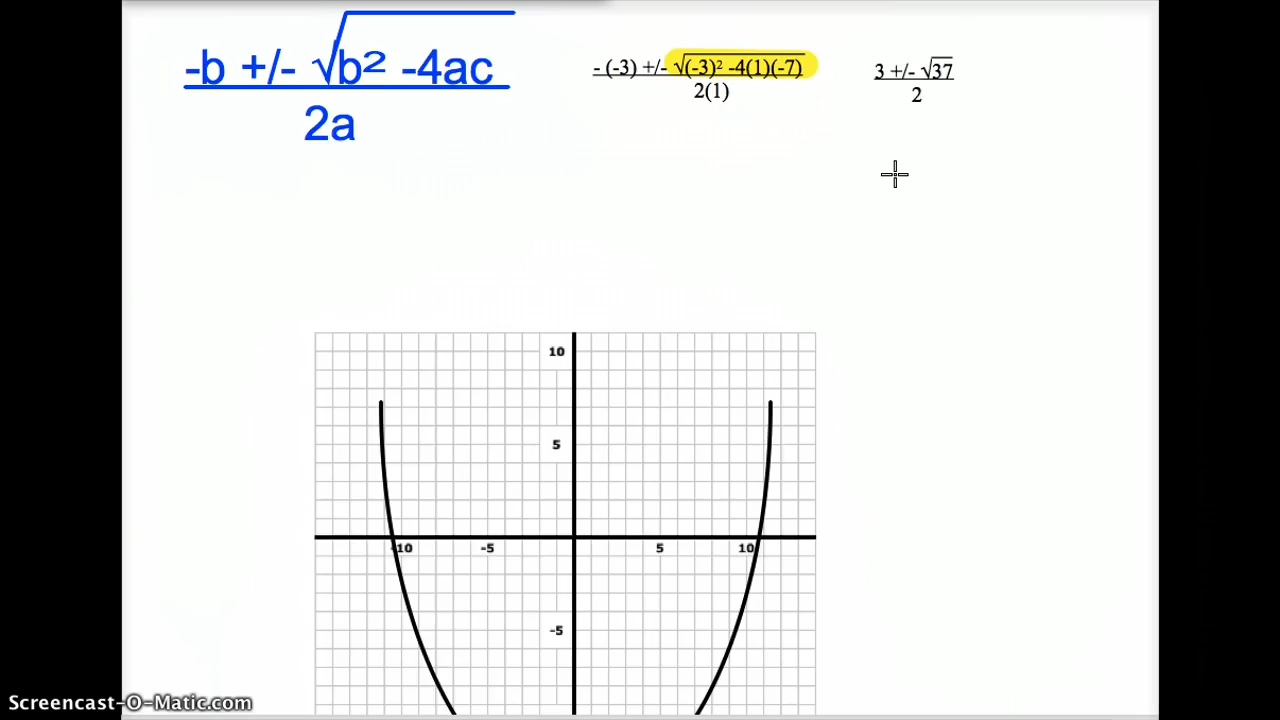 -b +/- √b² -4ac
2a
- (-3) +/- √(-3)² -4(1)(-7)
2(1)
3 +/- √37
2
10
5
-10 -5 5 10
-5
Screencast-O-Matic.com